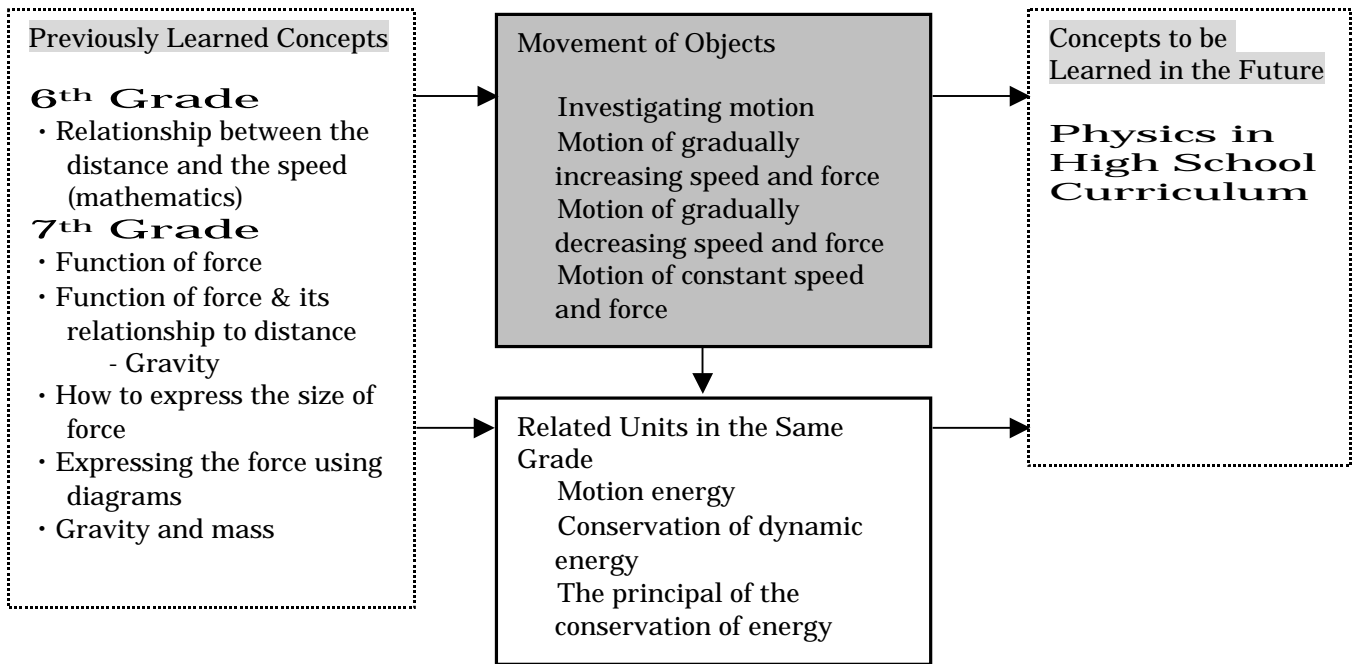 Previously Learned Concepts
6th Grade
・Relationship between the
distance and the speed
(mathematics)
7th Grade
・Function of force
・Function of force & its
relationship to distance
- Gravity
・How to express the size of
force
・Expressing the force using
diagrams
・Gravity and mass
Movement of Objects
Investigating motion
Motion of gradually
increasing speed and force
Motion of gradually
decreasing speed and force
Motion of constant speed
and force
Related Units in the Same
Grade
Motion energy
Conservation of dynamic
energy
The principal of the
conservation of energy
Concepts to be
Learned in the Future
Physics in
High School
Curriculum